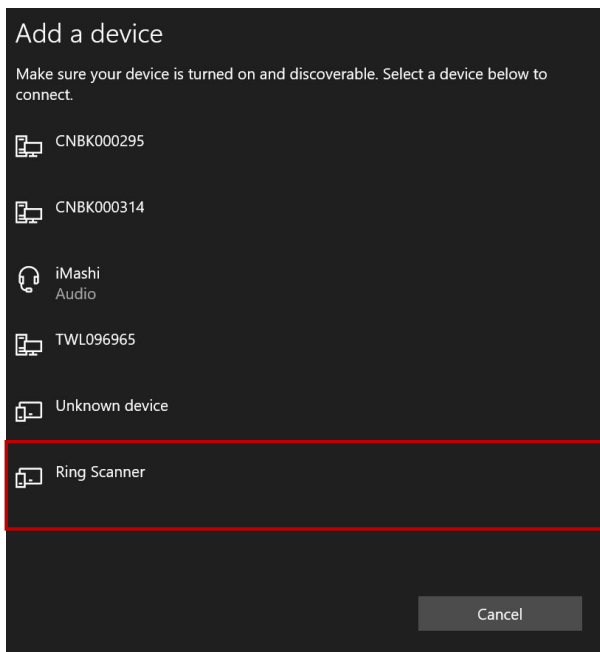 Add a device
Make sure your device is turned on and discoverable. Select a device below to
connect.
CNBK000295
CNBK000314
iMashi
Audio
TWL096965
Unknown device
Ring Scanner
Cancel